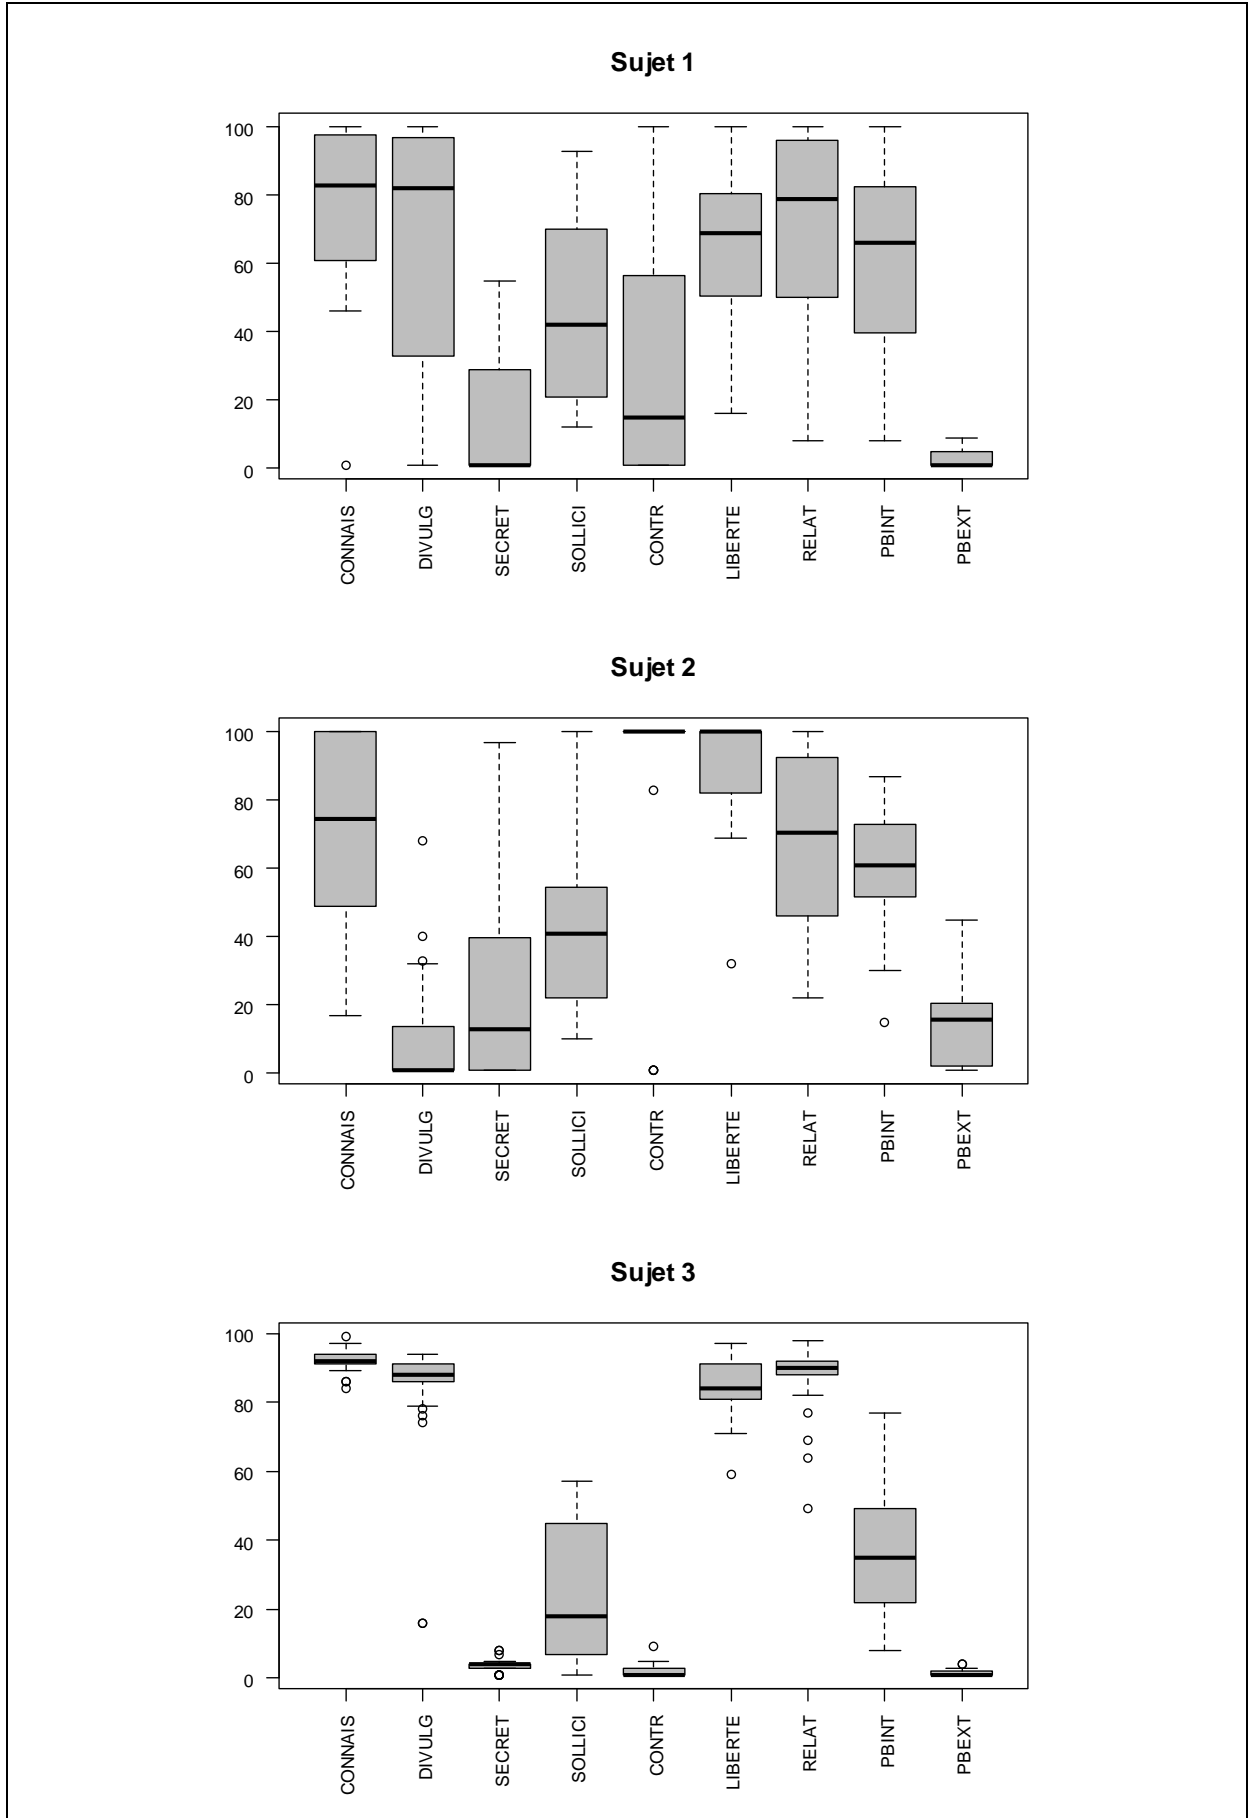 Sujet 1
100
80
60
40
20
0
CONNAIS
DIVULG
SECRET
SOLLICI
CONTR
LIBERTE
RELAT
PBINT
PBEXT
Sujet 2
100
80
60
40
20
0
CONNAIS
DIVULG
SECRET
SOLLICI
CONTR
LIBERTE
RELAT
PBINT
PBEXT
Sujet 3
100
80
60
40
20
0
CONNAIS
DIVULG
SECRET
SOLLICI
CONTR
LIBERTE
RELAT
PBINT
PBEXT